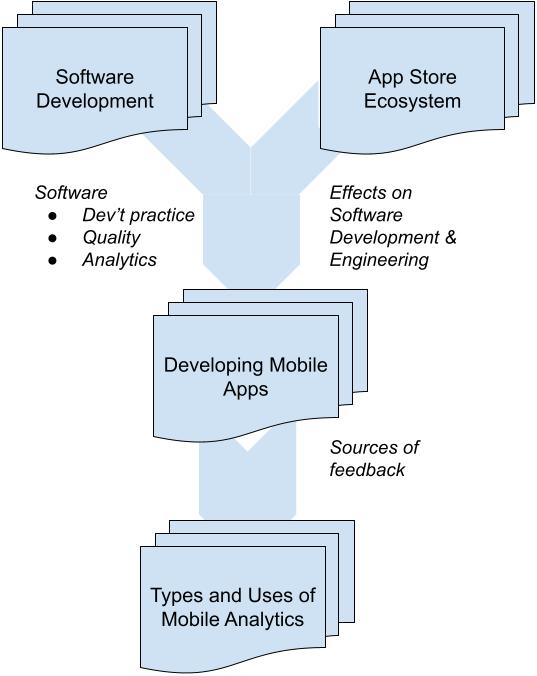 Software
Development
App Store
Ecosystem
Software
● Dev't practice
● Quality
● Analytics
Effects on
Software
Development &
Engineering
Developing Mobile
Apps
Sources of
feedback
Types and Uses of
Mobile Analytics